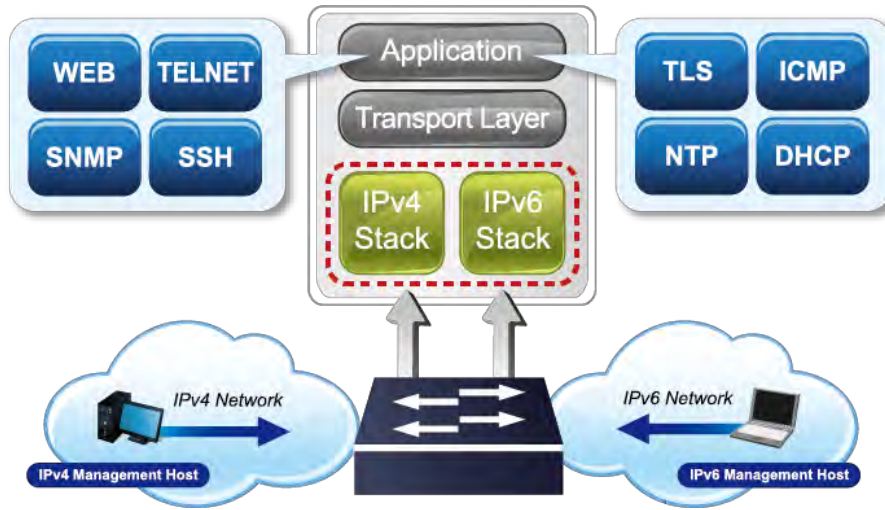 WEB
TELNET
SNMP
SSH
Application
Transport Layer
IPv4
Stack
IPv6
Stack
TLS
ICMP
NTP
DHCP
IPv4 Network
IPv4 Management Host
IPv6 Network
IPv6 Management Host